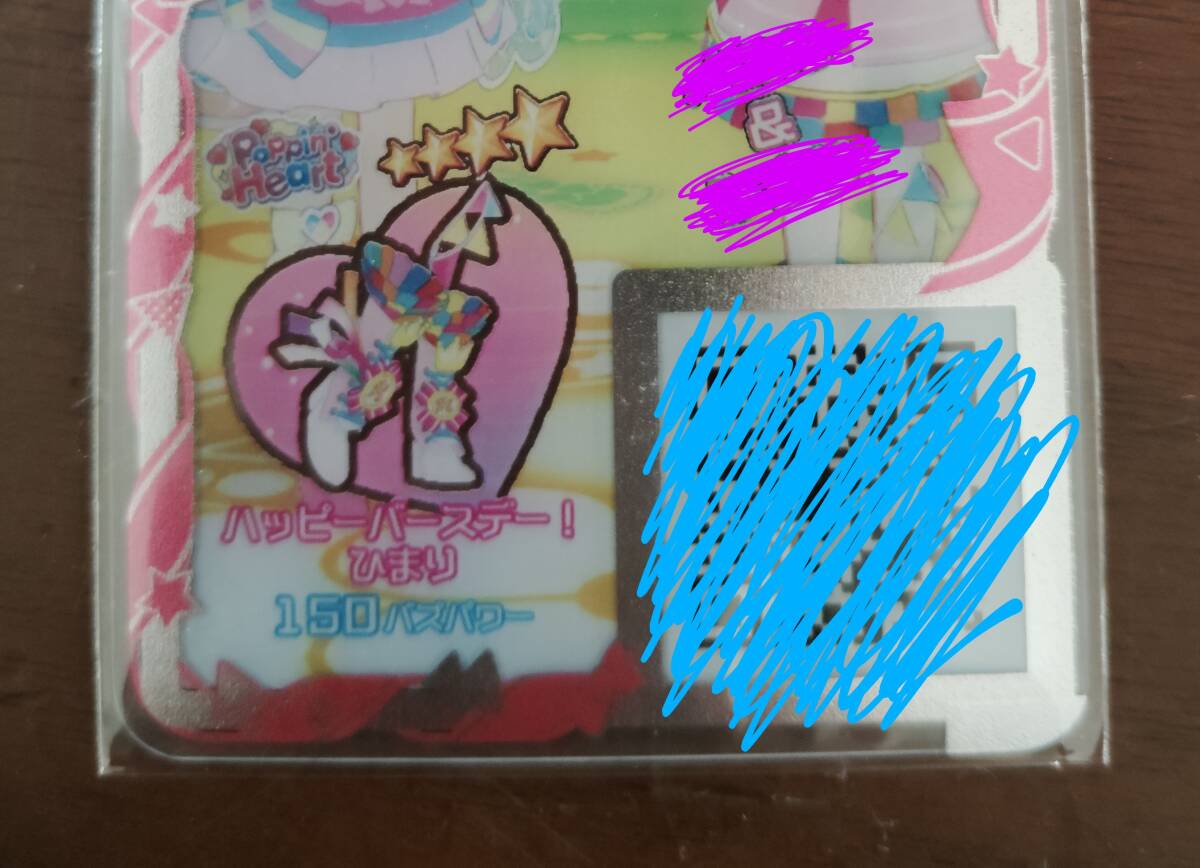 Poppin'
Heart
ハッピーバースデー!
ひまり
150バズパワー